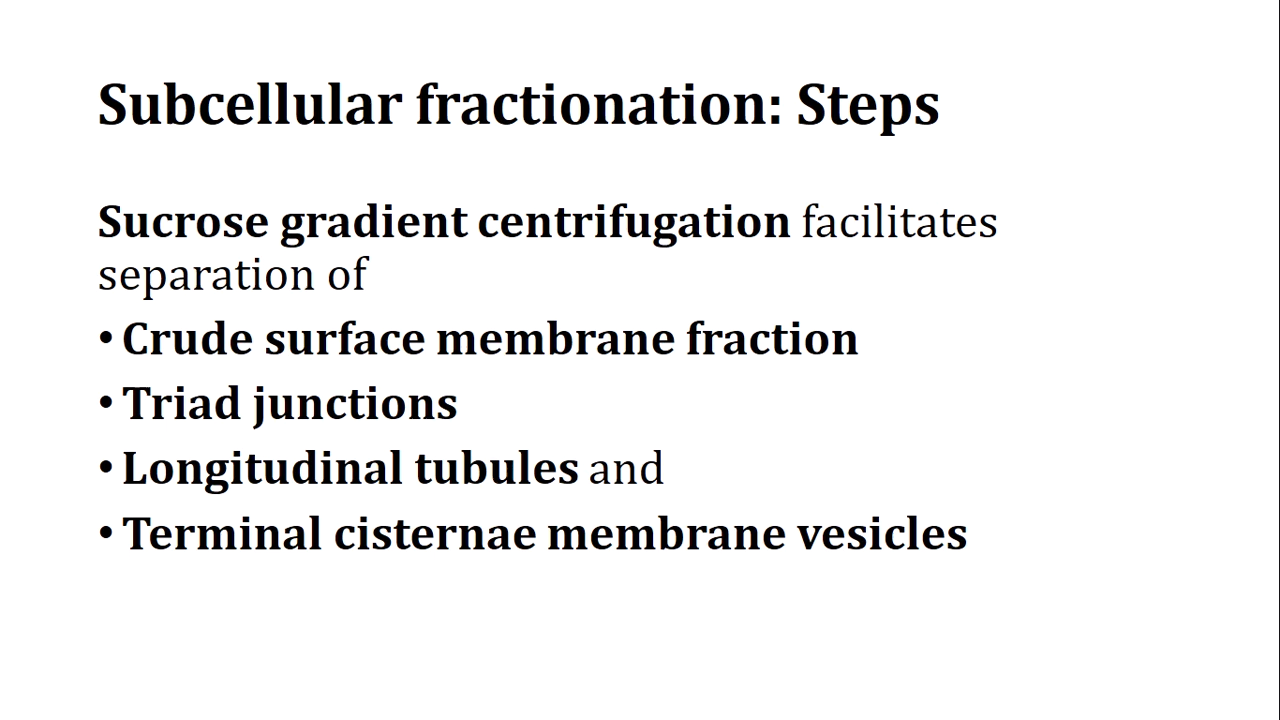 Subcellular fractionation: Steps
Sucrose gradient centrifugation facilitates
separation of
• Crude surface membrane fraction
• Triad junctions
• Longitudinal tubules and
• Terminal cisternae membrane vesicles